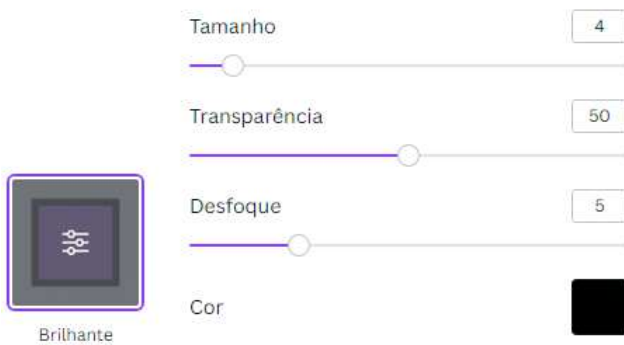 Tamanho
4
Transparência
50
Desfoque
5
Cor
Brilhante